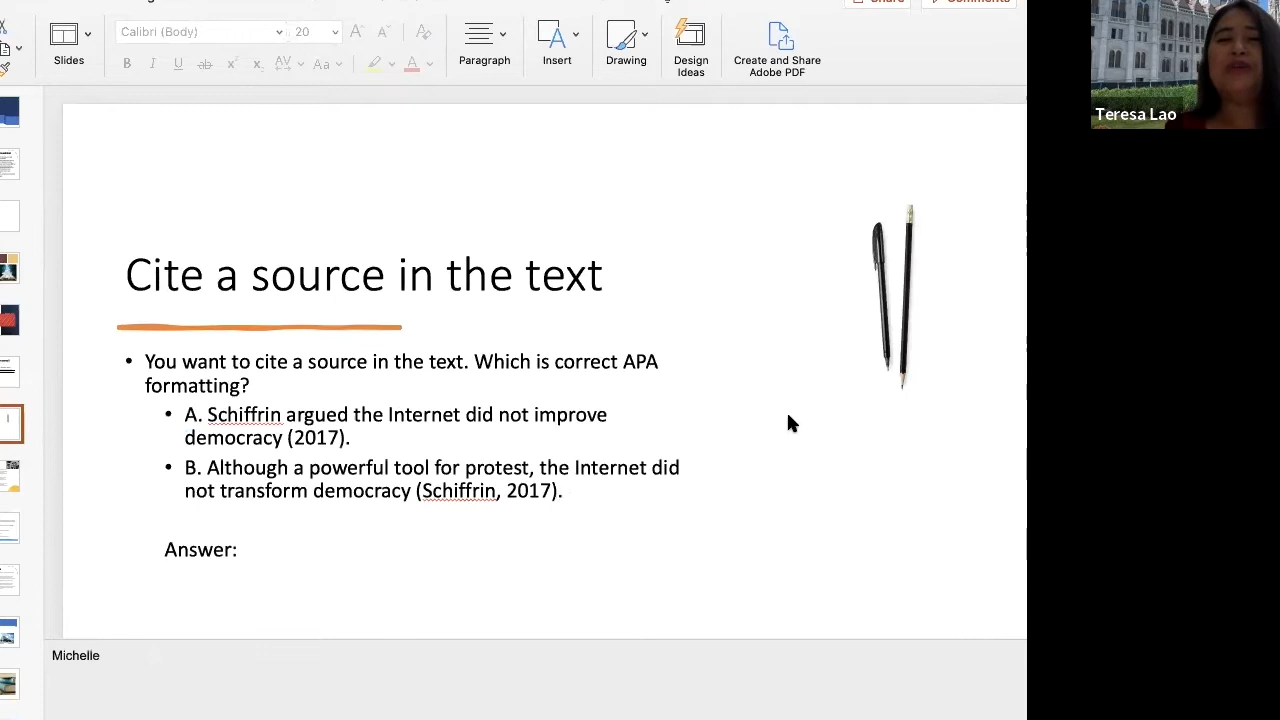 Share
Comments
Calibri (Body)
20
Slides
Paragraph
Insert
Drawing
Design
Ideas
Create and Share
Adobe PDF
Teresa Lao
Cite a source in the text
• You want to cite a source in the text. Which is correct APA
formatting?
• A. Schiffrin argued the Internet did not improve
democracy (2017).
• B. Although a powerful tool for protest, the Internet did
not transform democracy (Schiffrin, 2017).
Answer:
Michelle